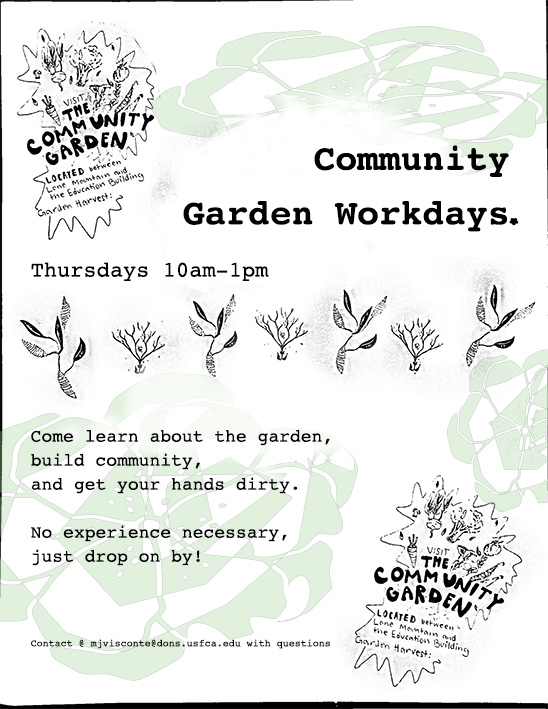 VISIT
THE
COMMUNITY
GARDEN
LOCATED between
Lone Mountain and
the Education Building
Garden Harvest:
Community
Garden Workdays.
Thursdays 10am-1pm
Come learn about the garden,
build community,
and get your hands dirty.
No experience necessary,
just drop on by!
VISIT
THE
COMMUNITY
GARDEN
LOCATED between
Lone Mountain and
the Education Building
Garden Harvest:
Contact @ mjvisconte@dons.usfca.edu with questions